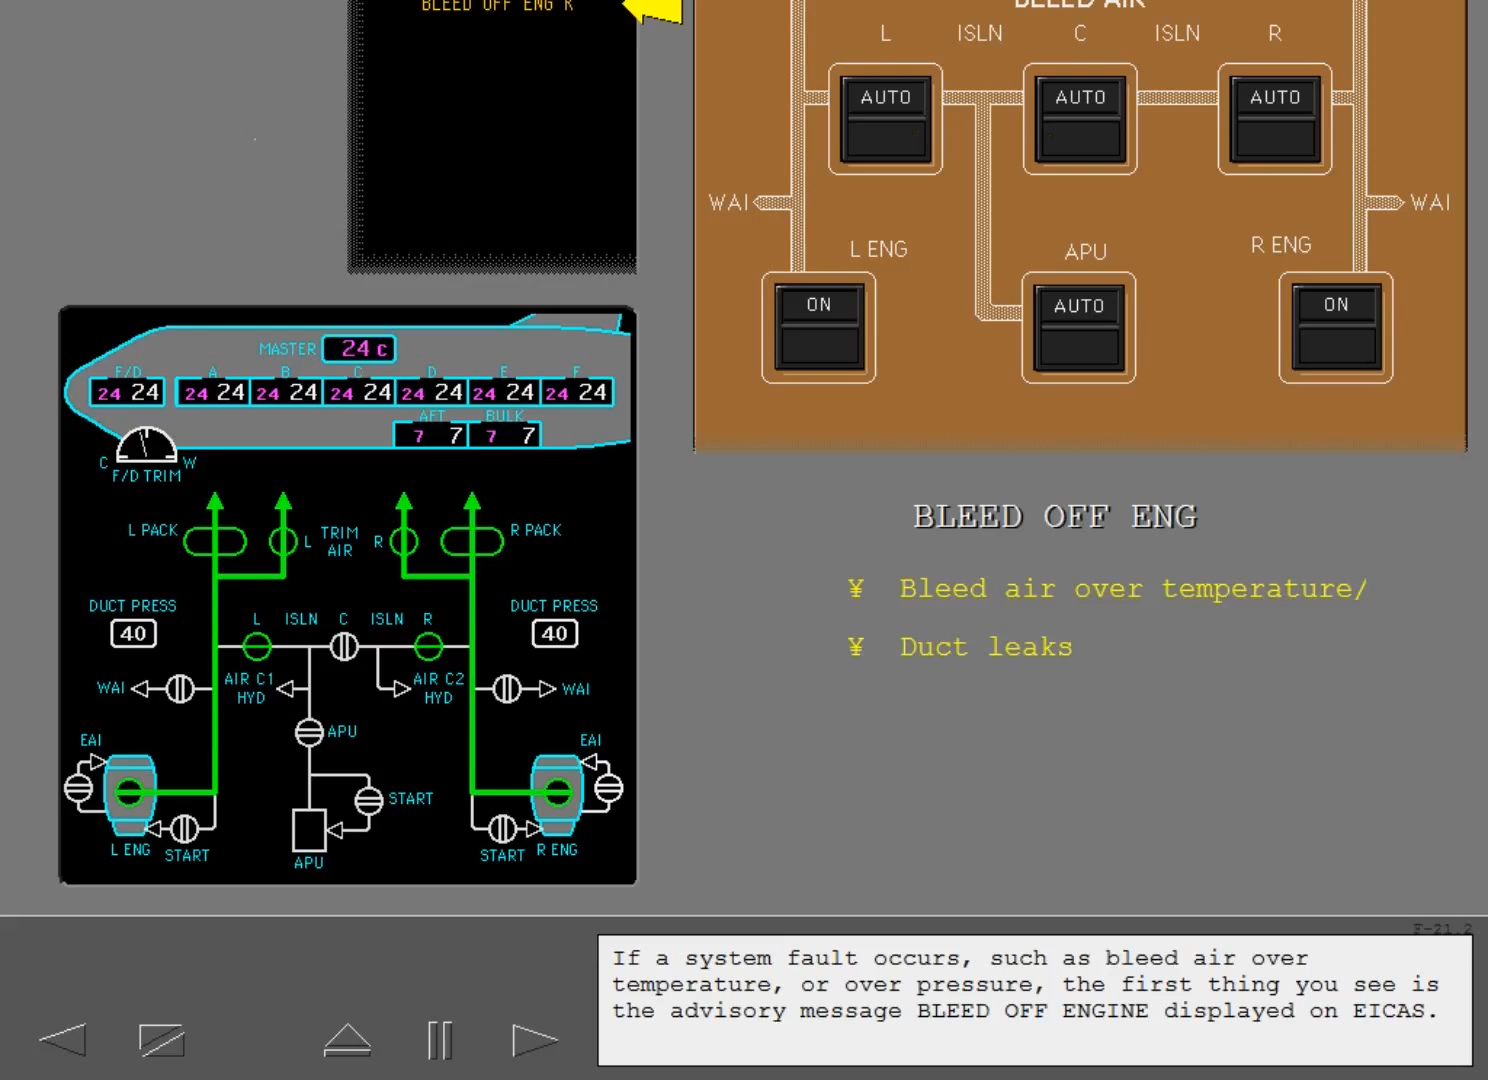 BLEED OFF ENG R
BLEED AIR
L ISLN C ISLN R
AUTO AUTO AUTO
WAI WAI
L ENG APU R ENG
ON AUTO ON
MASTER 24 c
F/D A B C D E F
24 24 24 24 24 24 24 24 24 24 24 24 24 24
AFT BULK
7 7 7 7
C W
F/D TRIM
L PACK L TRIM AIR R R PACK
DUCT PRESS DUCT PRESS
40 40
L ISLN C ISLN R
WAI AIR C1 HYD AIR C2 HYD WAI
APU
EAI EAI
START
L ENG START APU START R ENG
BLEED OFF ENG
¥ Bleed air over temperature/
¥ Duct leaks
F-21.2
If a system fault occurs, such as bleed air over
temperature, or over pressure, the first thing you see is
the advisory message BLEED OFF ENGINE displayed on EICAS.